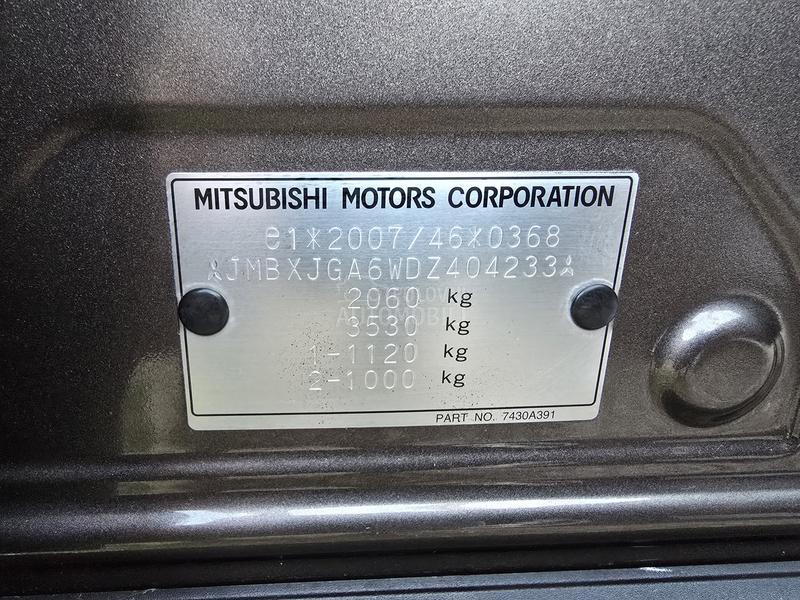 MITSUBISHI MOTORS CORPORATION
e1*2007/46*0368
JMBXJGA6WDZ404233
2060 kg
3530 kg
1-1120 kg
2-1000 kg
PART NO. 7430A391